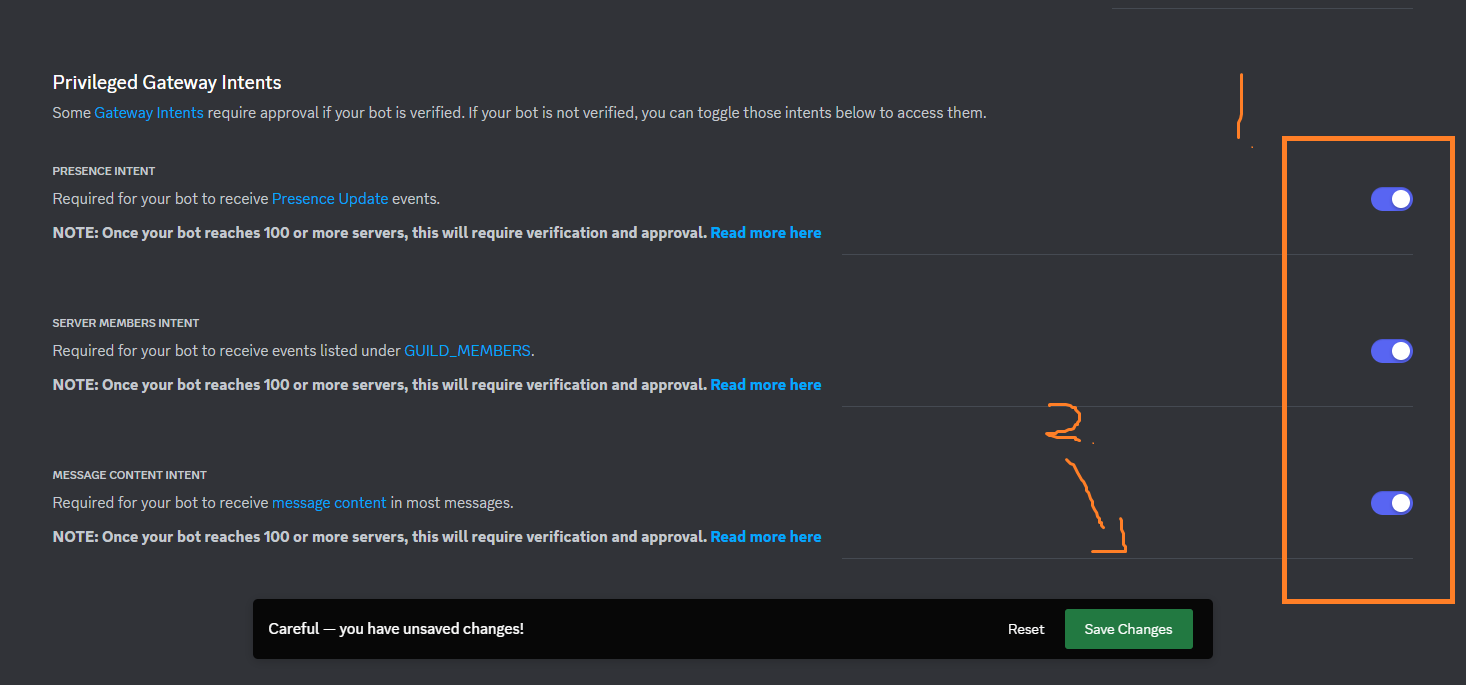 Privileged Gateway Intents
Some Gateway Intents require approval if your bot is verified. If your bot is not verified, you can toggle those intents below to access them.
1.
PRESENCE INTENT
Required for your bot to receive Presence Update events.
NOTE: Once your bot reaches 100 or more servers, this will require verification and approval. Read more here
SERVER MEMBERS INTENT
Required for your bot to receive events listed under GUILD_MEMBERS.
NOTE: Once your bot reaches 100 or more servers, this will require verification and approval. Read more here
2.
MESSAGE CONTENT INTENT
Required for your bot to receive message content in most messages.
NOTE: Once your bot reaches 100 or more servers, this will require verification and approval. Read more here
Careful — you have unsaved changes!
Reset
Save Changes